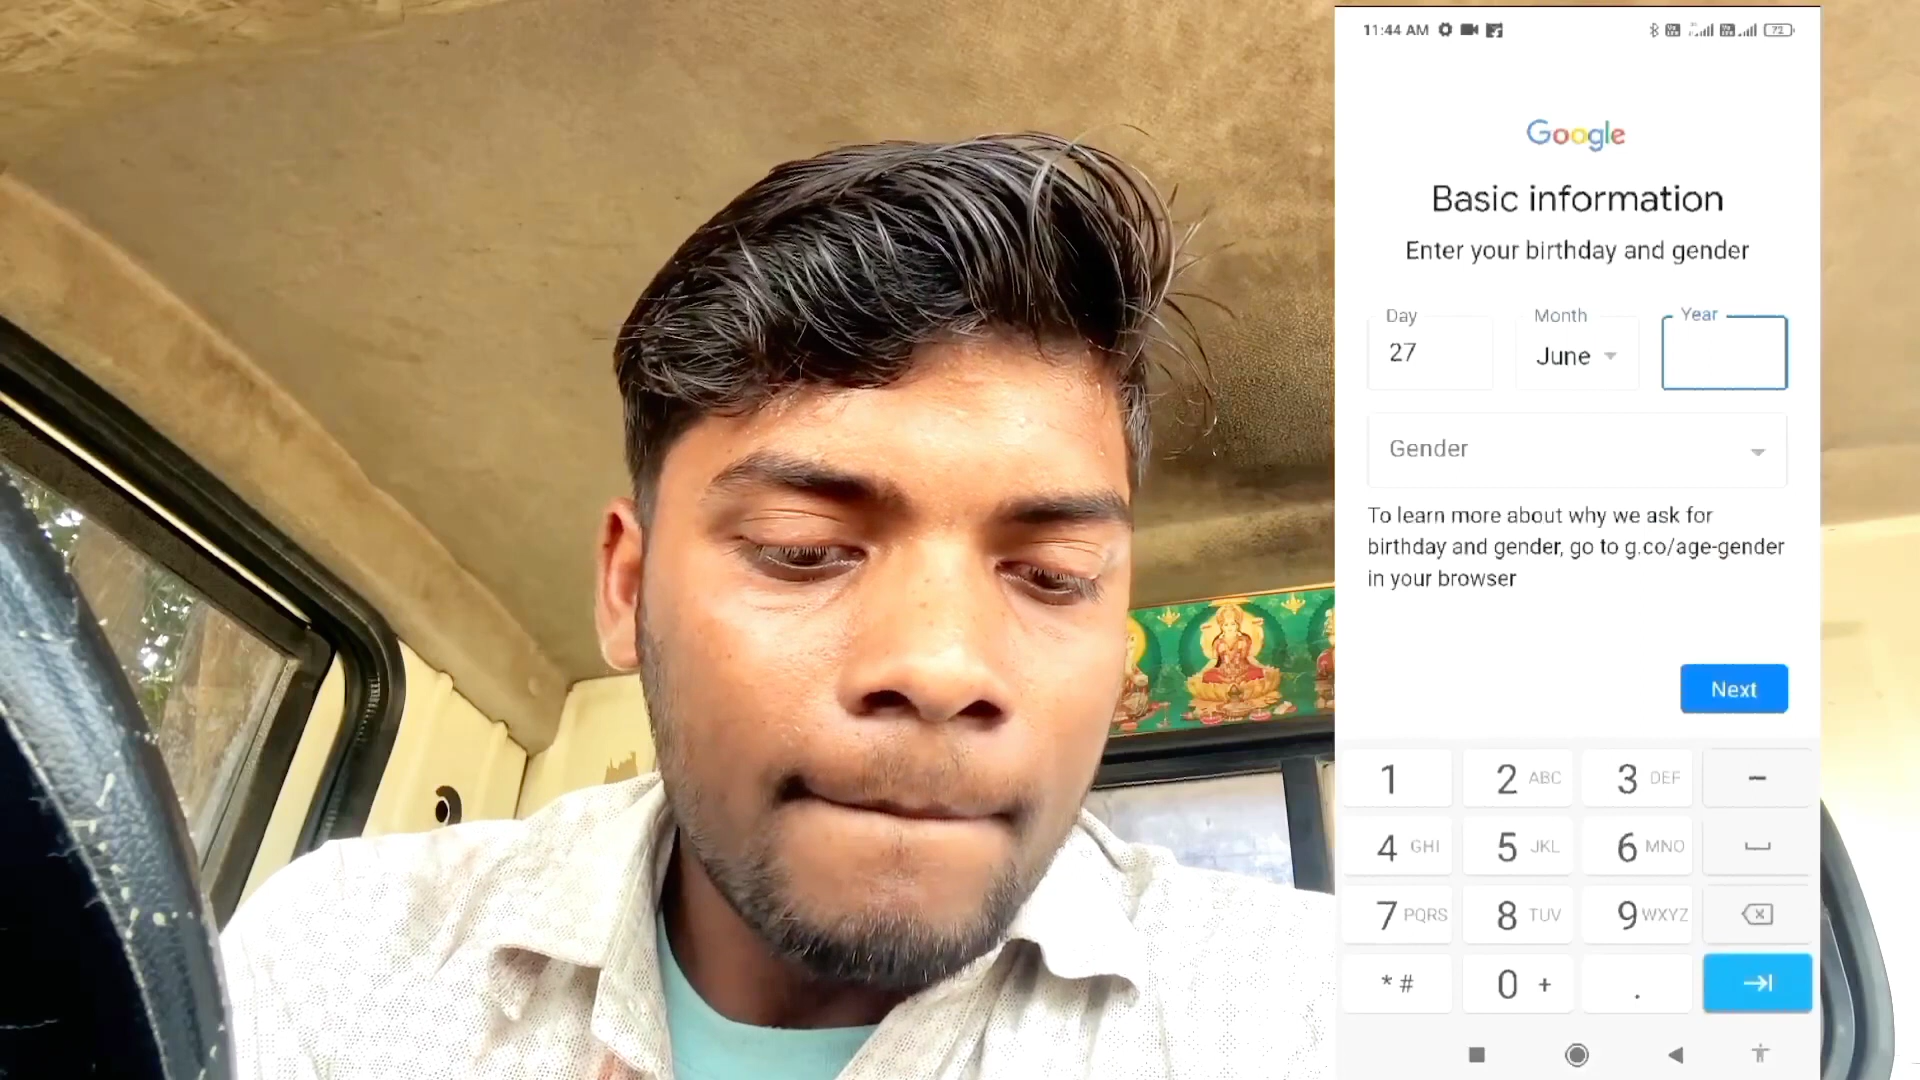 11:44 AM
72
Google
Basic information
Enter your birthday and gender
Day
Month
Year
27
June
Gender
To learn more about why we ask for
birthday and gender, go to g.co/age-gender
in your browser
Next
1
2 ABC
3 DEF
-
4 GHI
5 JKL
6 MNO
7 PQRS
8 TUV
9 WXYZ
* #
0 +
.